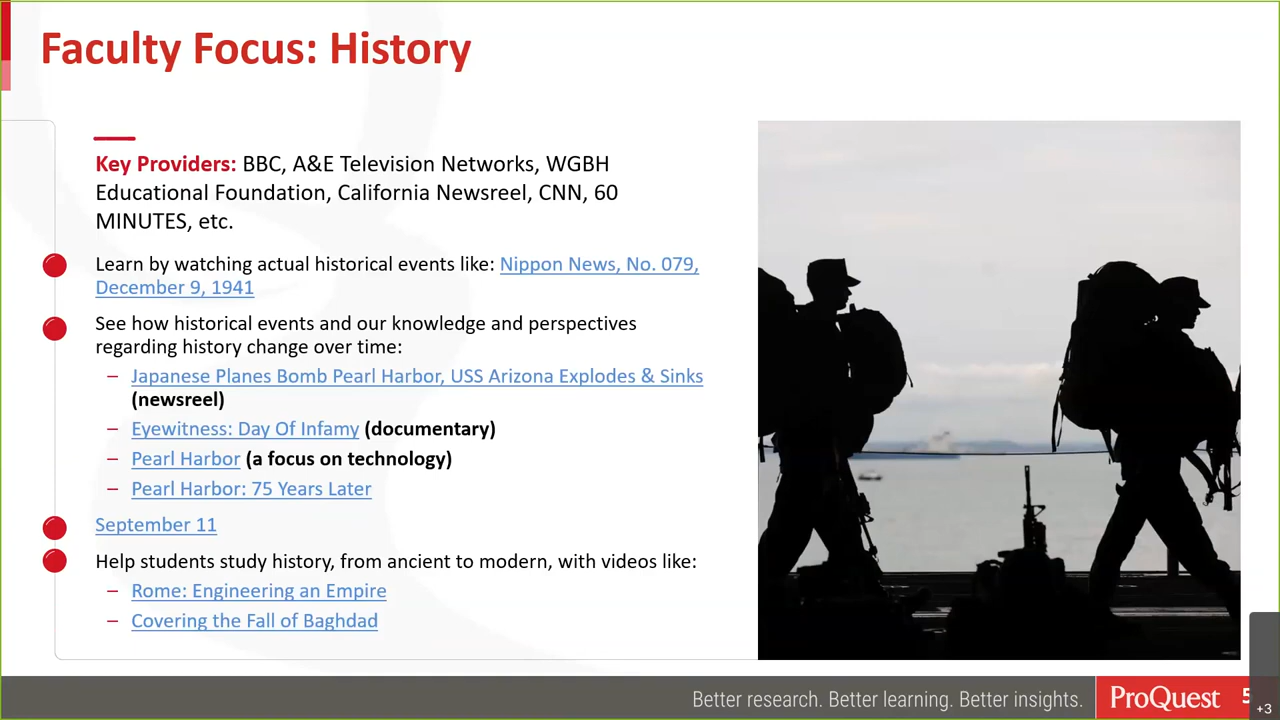 Faculty Focus: History
Key Providers: BBC, A&E Television Networks, WGBH
Educational Foundation, California Newsreel, CNN, 60
MINUTES, etc.
Learn by watching actual historical events like: Nippon News, No. 079,
December 9, 1941
See how historical events and our knowledge and perspectives
regarding history change over time:
– Japanese Planes Bomb Pearl Harbor, USS Arizona Explodes & Sinks
(newsreel)
– Eyewitness: Day Of Infamy (documentary)
– Pearl Harbor (a focus on technology)
– Pearl Harbor: 75 Years Later
September 11
Help students study history, from ancient to modern, with videos like:
– Rome: Engineering an Empire
– Covering the Fall of Baghdad
Better research. Better learning. Better insights.
ProQuest
5
+3